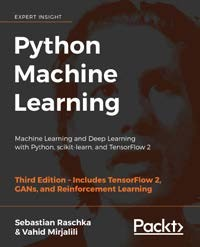 EXPERT INSIGHT
Python
Machine
Learning
Machine Learning and Deep Learning
with Python, scikit-learn, and TensorFlow 2
Third Edition – Includes TensorFlow 2,
GANs, and Reinforcement Learning
Sebastian Raschka
& Vahid Mirjalili
Packt>